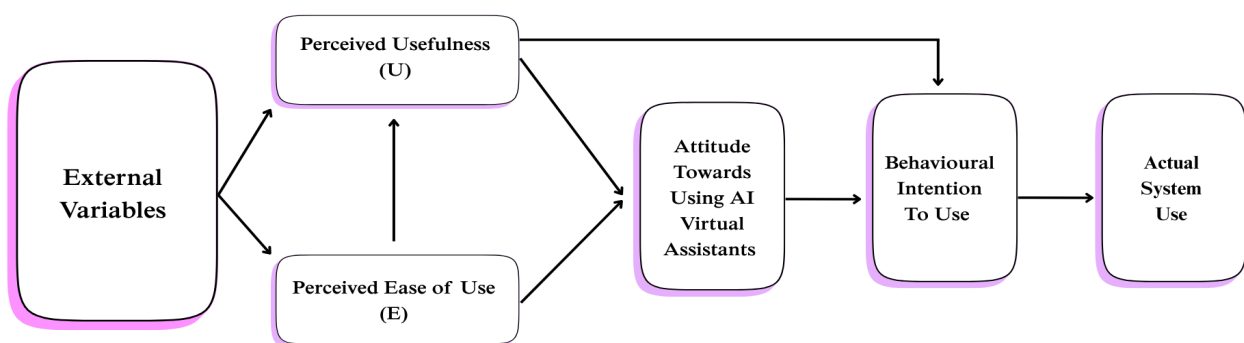 External
Variables
Perceived Usefulness
(U)
Perceived Ease of Use
(E)
Attitude
Towards
Using AI
Virtual
Assistants
Behavioural
Intention
To Use
Actual
System
Use